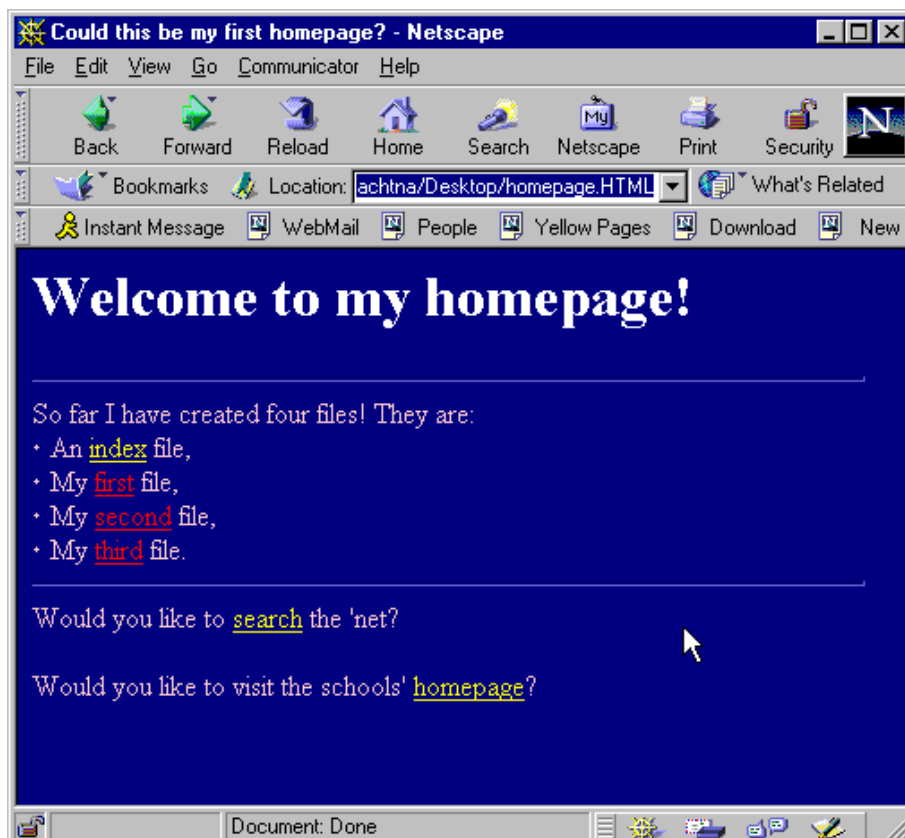 Could this be my first homepage? - Netscape
File Edit View Go Communicator Help
Back Forward Reload Home Search Netscape Print Security
My
N
Bookmarks Location: achtna/Desktop/homepage.HTML What's Related
Instant Message WebMail People Yellow Pages Download New
Welcome to my homepage!
So far I have created four files! They are:
· An index file,
· My first file,
· My second file,
· My third file.
Would you like to search the 'net?
Would you like to visit the schools' homepage?
Document: Done